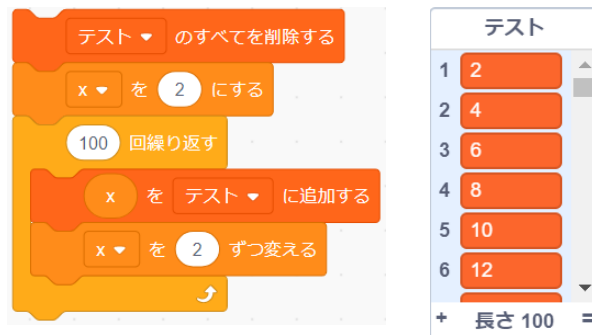 テスト のすべてを削除する
x を 2 にする
100 回繰り返す
x を テスト に追加する
x を 2 ずつ変える
テスト
1 2
2 4
3 6
4 8
5 10
6 12
+ 長さ 100 =